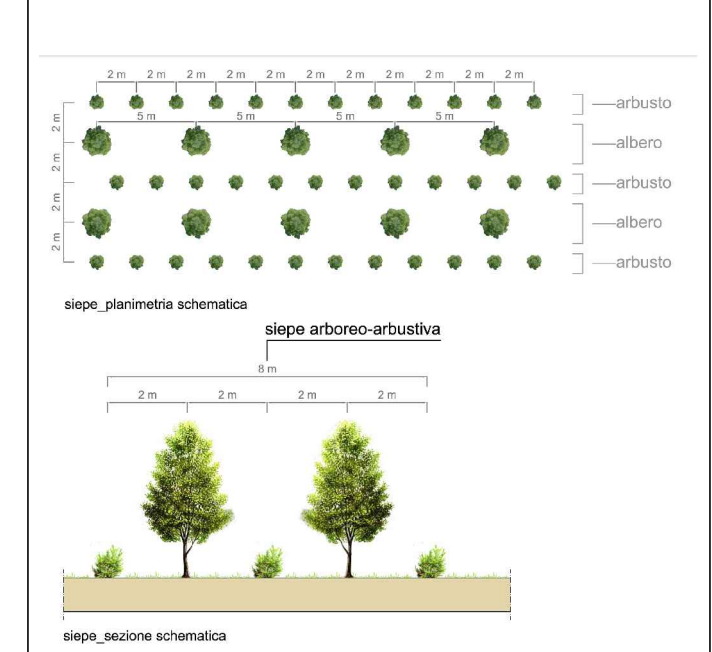 2 m 2 m 2 m 2 m 2 m 2 m 2 m 2 m 2 m 2 m 2 m
arbusto
2 m
5 m 5 m 5 m 5 m
albero
2 m
arbusto
2 m
albero
2 m
arbusto
siepe_planimetria schematica
siepe arboreo-arbustiva
8 m
2 m 2 m 2 m 2 m
siepe_sezione schematica